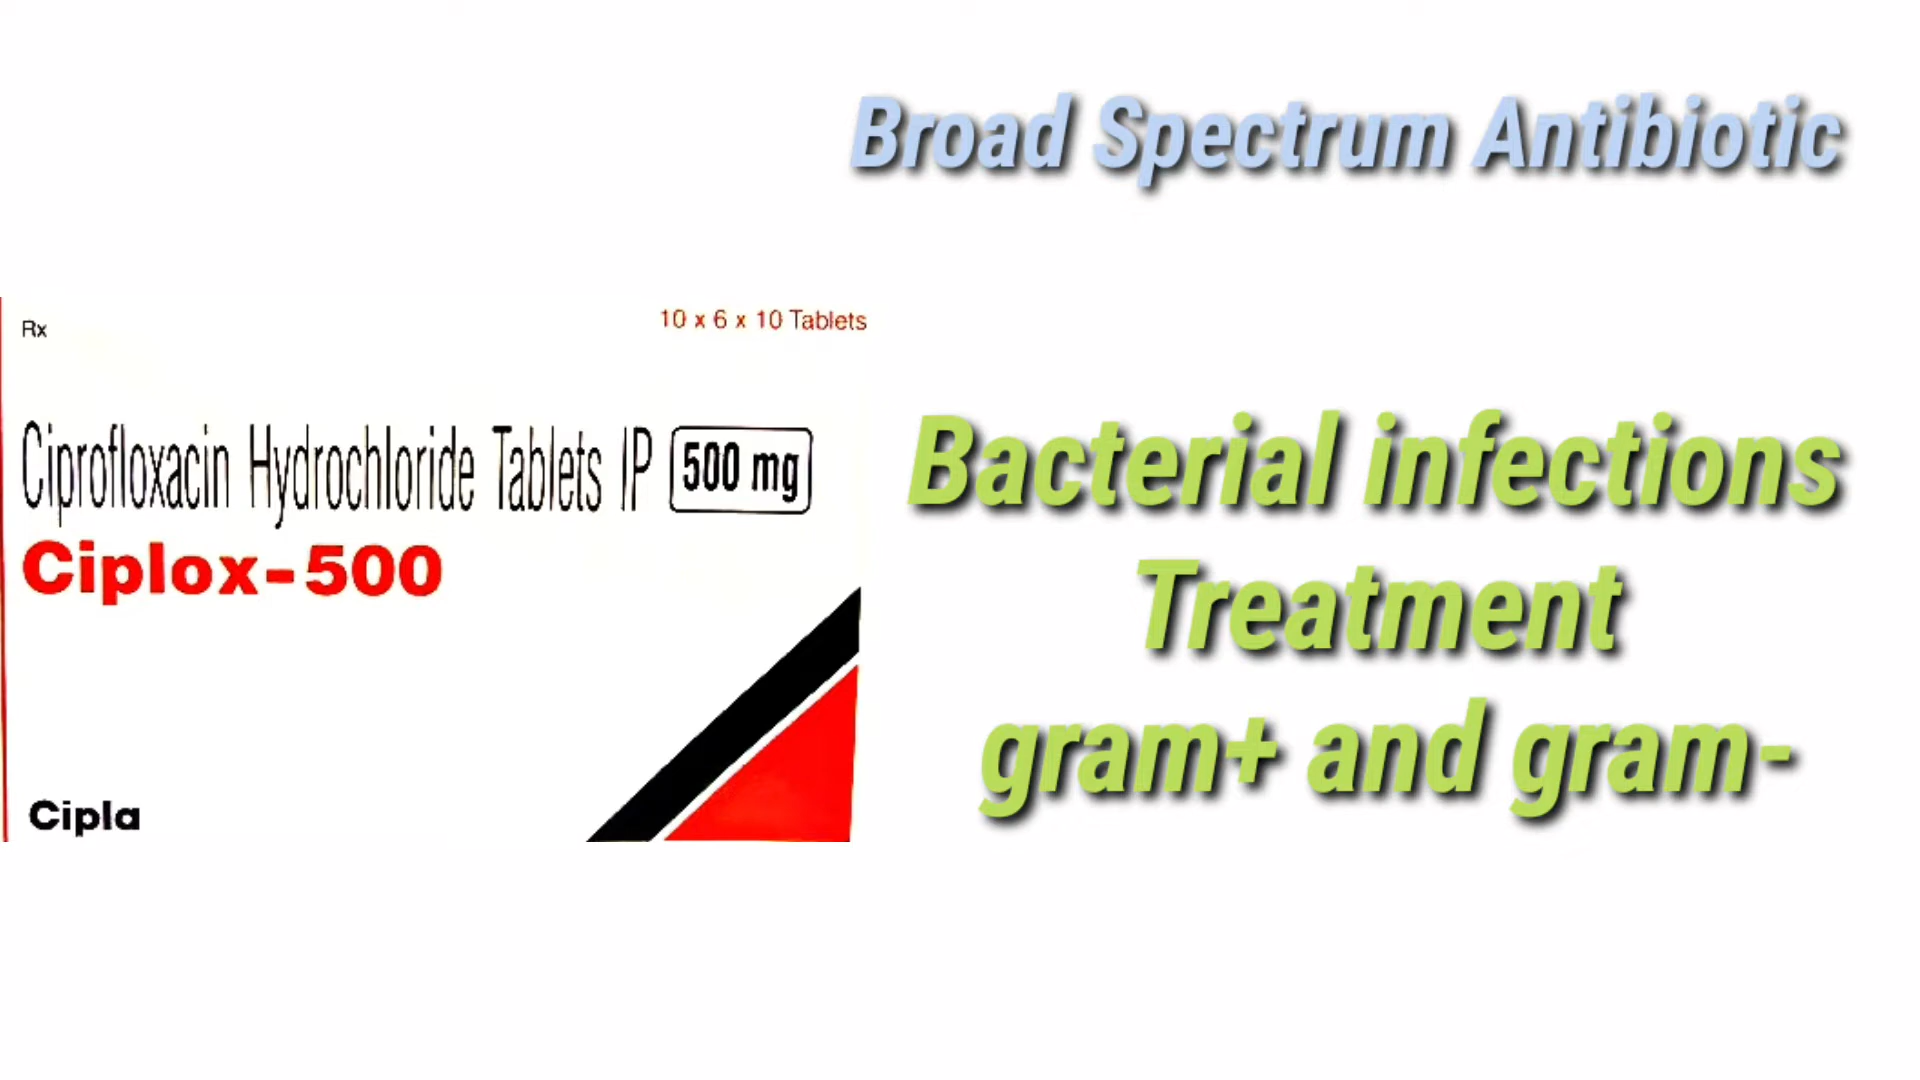 Broad Spectrum Antibiotic
Rx
10 x 6 x 10 Tablets
Ciprofloxacin Hydrochloride Tablets IP 500 mg
Ciplox-500
Cipla
Bacterial infections
Treatment
gram+ and gram-